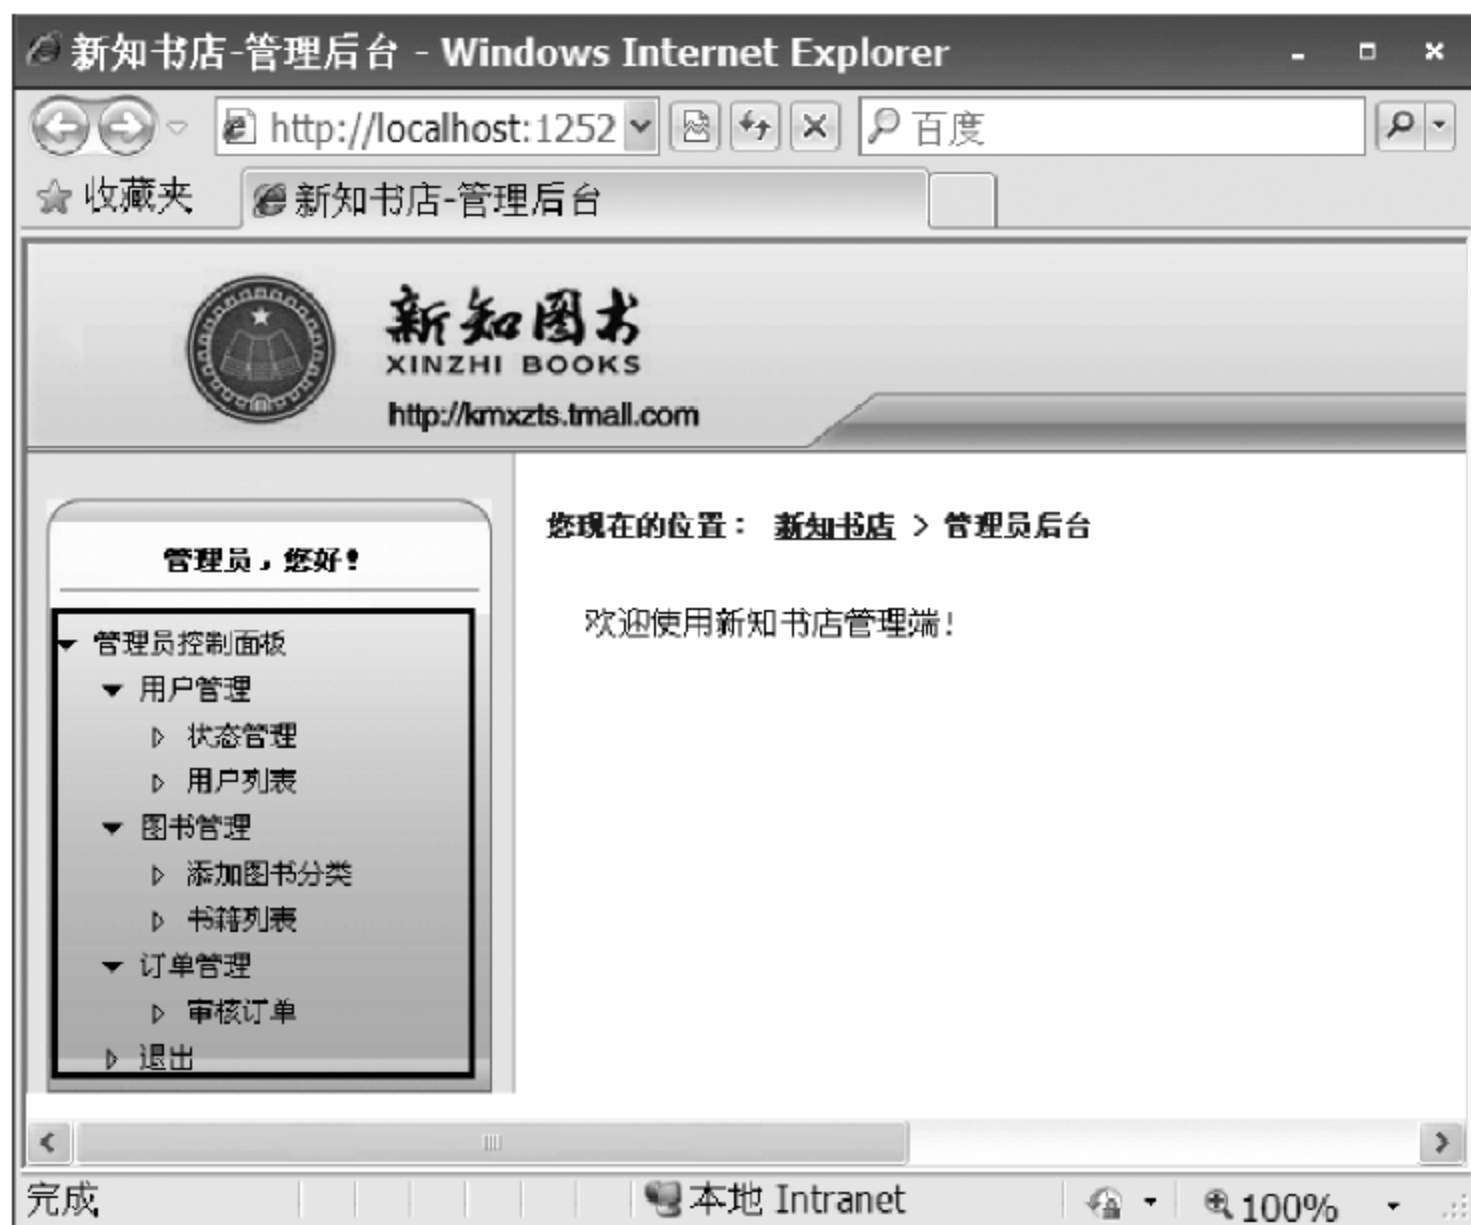 新知书店-管理后台 - Windows Internet Explorer
http://localhost:1252
百度
收藏夹
新知书店-管理后台
新知图书
XINZHI BOOKS
http://kmxzts.tmall.com
管理员，您好！
管理员控制面板
用户管理
状态管理
用户列表
图书管理
添加图书分类
书籍列表
订单管理
审核订单
退出
您现在的位置： 新知书店 > 管理员后台
欢迎使用新知书店管理端！
完成
本地 Intranet
100%